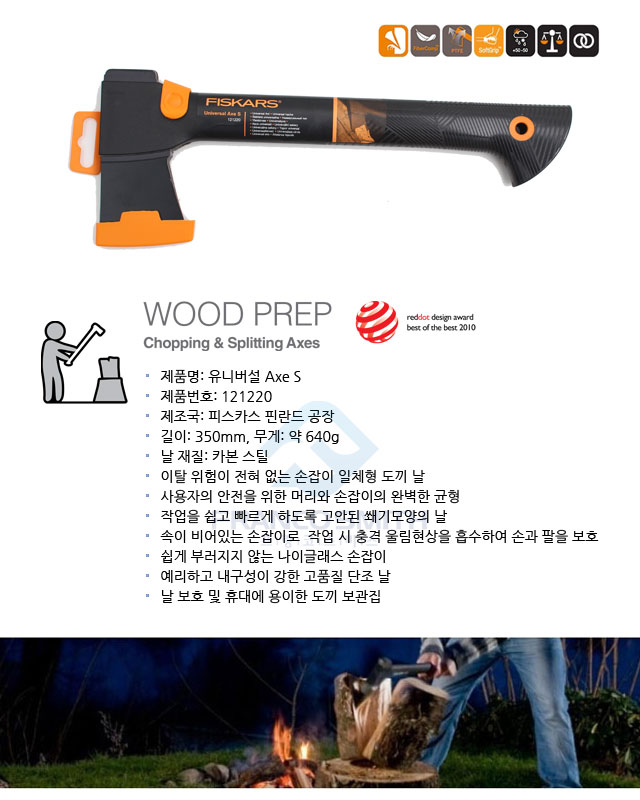 FiberComp
PTFE
SoftGrip
+50 -50
FISKARS
Universal Axe S
121220
WOOD PREP
Chopping & Splitting Axes
reddot design award
best of the best 2010
제품명: 유니버설 Axe S
제품번호: 121220
제조국: 피스카스 핀란드 공장
길이: 350mm, 무게: 약 640g
날 재질: 카본 스틸
이탈 위험이 전혀 없는 손잡이 일체형 도끼 날
사용자의 안전을 위한 머리와 손잡이의 완벽한 균형
작업을 쉽고 빠르게 하도록 고안된 쐐기모양의 날
FRANCO SMITH
속이 비어있는 손잡이로 작업 시 충격 울림현상을 흡수하여 손과 팔을 보호
쉽게 부러지지 않는 나이글래스 손잡이
예리하고 내구성이 강한 고품질 단조 날
날 보호 및 휴대에 용이한 도끼 보관집